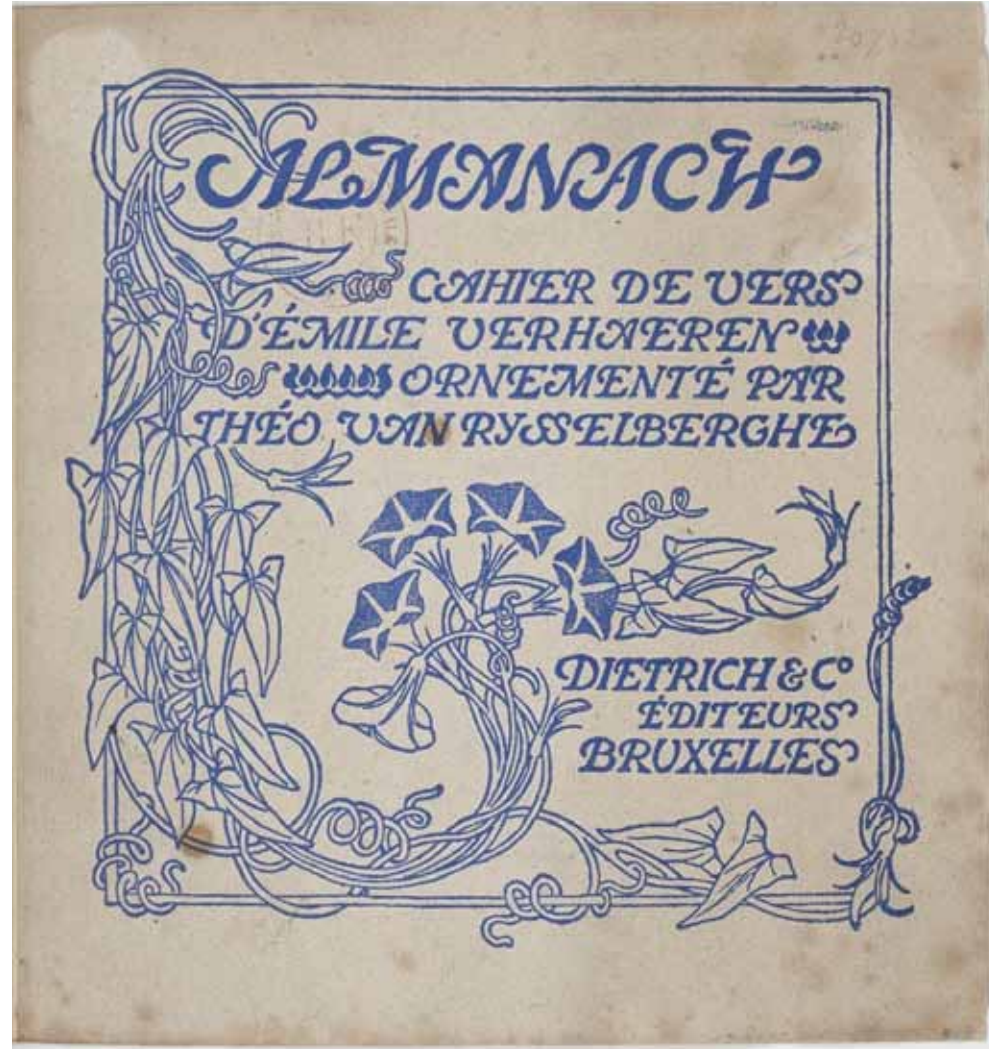 ALMANACH
CAHIER DE VERS
D'ÉMILE VERHAEREN
ORNEMENTÉ PAR
THÉO VAN RYSSELBERGHE
DIETRICH & Cº
ÉDITEURS
BRUXELLES